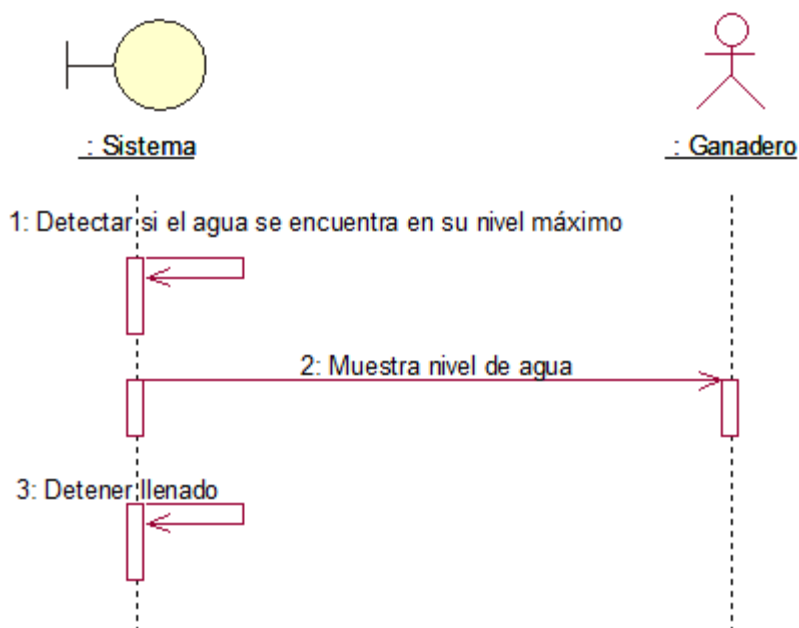 : Sistema
: Ganadero
1: Detectar si el agua se encuentra en su nivel máximo
2: Muestra nivel de agua
3: Detener llenado